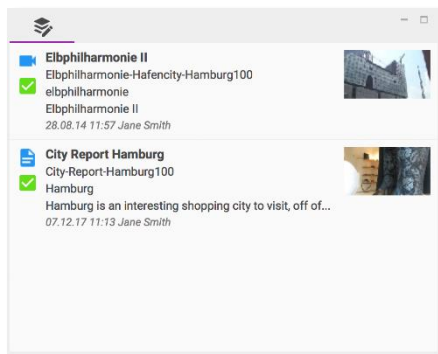 Elbphilharmonie II
Elbphilharmonie-Hafencity-Hamburg100
elbphilharmonie
Elbphilharmonie II
28.08.14 11:57 Jane Smith
City Report Hamburg
City-Report-Hamburg100
Hamburg
Hamburg is an interesting shopping city to visit, off of...
07.12.17 11:13 Jane Smith